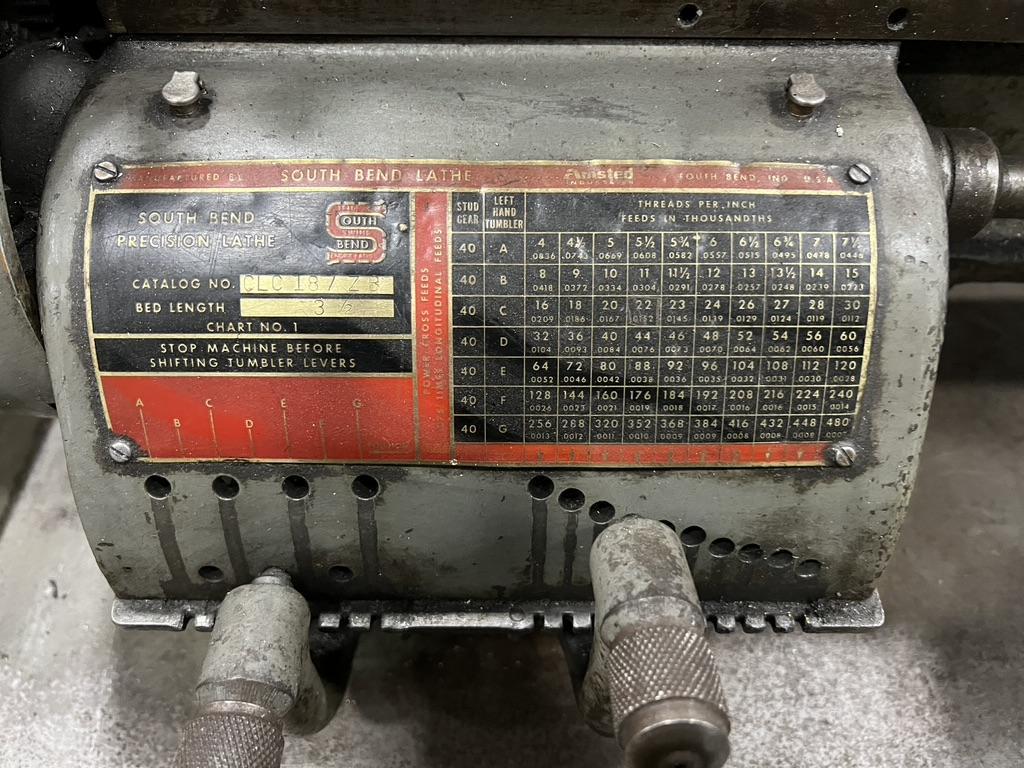 MANUFACTURED BY SOUTH BEND LATHE Amsted INDUSTRIES SOUTH BEND, IND. U.S.A.
SOUTH BEND
PRECISION LATHE
SOUTH
BEND
CATALOG NO. CLC 187ZB
BED LENGTH 3 ½
CHART NO. 1
STOP MACHINE BEFORE
SHIFTING TUMBLER LEVERS
A C E G
B D F
POWER CROSS FEEDS
TIMES LONGITUDINAL FEEDS
STUD GEAR LEFT HAND TUMBLER THREADS PER INCH
FEEDS IN THOUSANDTHS
40 A 4 4½ 5 5½ 5¾ 6 6½ 6¾ 7 7½
.0836 .0743 .0669 .0608 .0582 .0557 .0515 .0495 .0478 .0446
40 B 8 9 10 11 11½ 12 13 13½ 14 15
.0418 .0372 .0334 .0304 .0291 .0278 .0257 .0248 .0239 .0223
40 C 16 18 20 22 23 24 26 27 28 30
.0209 .0186 .0167 .0152 .0145 .0139 .0129 .0124 .0119 .0112
40 D 32 36 40 44 46 48 52 54 56 60
.0104 .0093 .0084 .0076 .0073 .0070 .0064 .0062 .0060 .0056
40 E 64 72 80 88 92 96 104 108 112 120
.0052 .0046 .0042 .0038 .0036 .0035 .0032 .0031 .0030 .0028
40 F 128 144 160 176 184 192 208 216 224 240
.0026 .0023 .0021 .0019 .0018 .0017 .0016 .0016 .0015 .0014
40 G 256 288 320 352 368 384 416 432 448 480
.0013 .0012 .0011 .0010 .0009 .0009 .0008 .0008 .0008